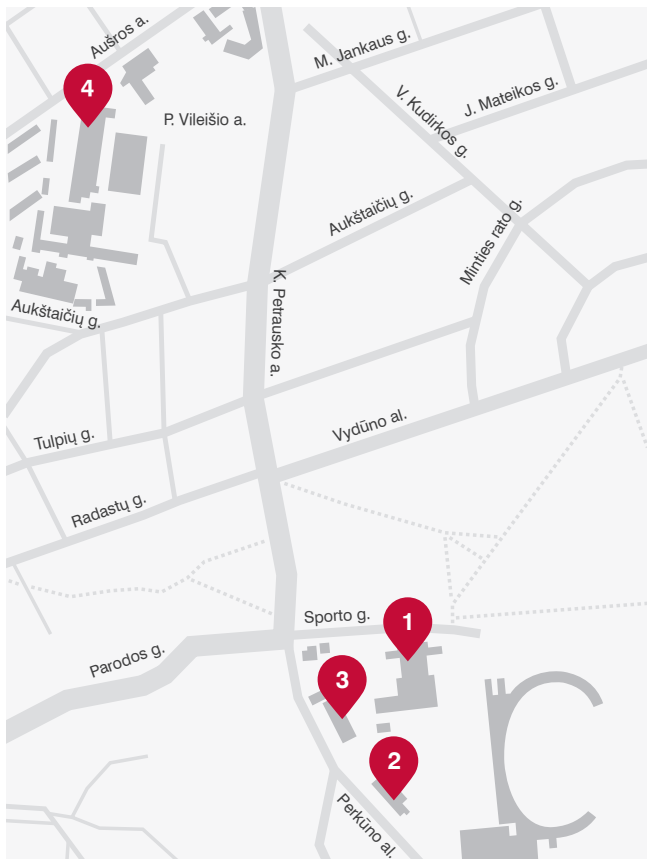 Aušros a.
M. Jankaus g.
4
V. Kudirkos g.
J. Mateikos g.
P. Vileišio a.
Aukštaičių g.
Minties rato g.
K. Petrausko a.
Aukštaičių g.
Vydūno al.
Tulpių g.
Radastų g.
Sporto g.
1
Parodos g.
3
2
Perkūno al.